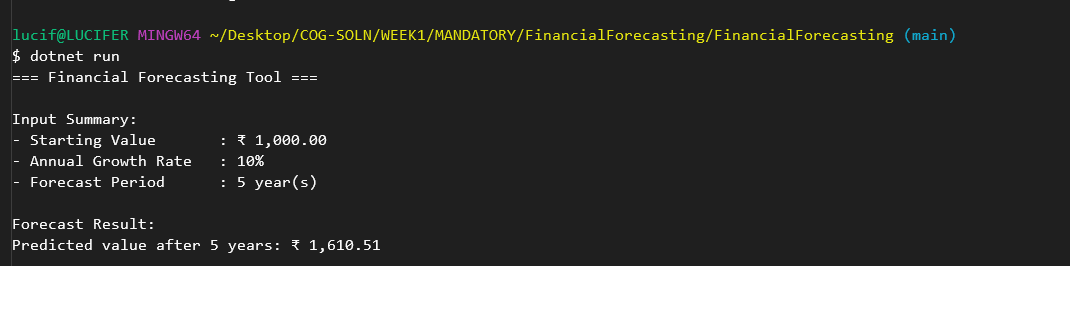 lucif@LUCIFER MINGW64 ~/Desktop/COG-SOLN/WEEK1/MANDATORY/FinancialForecasting/FinancialForecasting (main)
$ dotnet run
=== Financial Forecasting Tool ===
Input Summary:
- Starting Value       : ₹ 1,000.00
- Annual Growth Rate   : 10%
- Forecast Period      : 5 year(s)
Forecast Result:
Predicted value after 5 years: ₹ 1,610.51